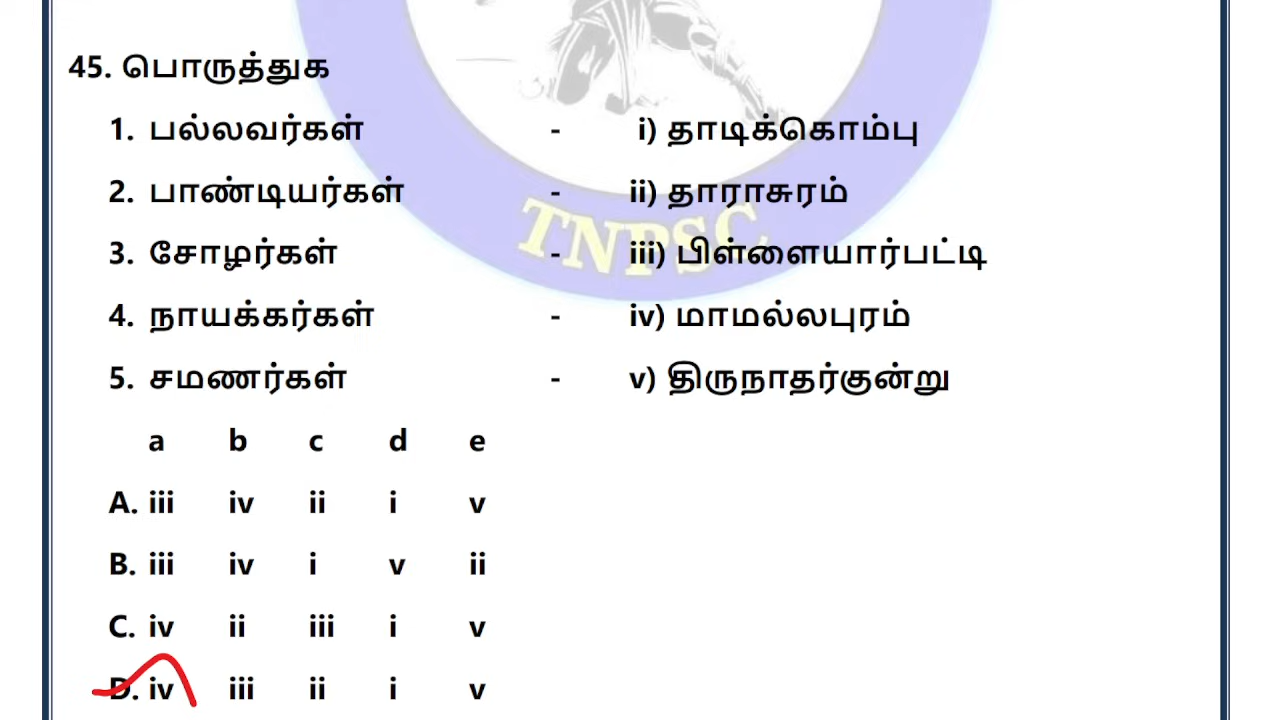 45. பொருத்துக
1. பல்லவர்கள் - i) தாடிக்கொம்பு
2. பாண்டியர்கள் - ii) தாராசுரம்
TNPSC
3. சோழர்கள் - iii) பிள்ளையார்பட்டி
4. நாயக்கர்கள் - iv) மாமல்லபுரம்
5. சமணர்கள் - v) திருநாதர்குன்று
a b c d e
A. iii iv ii i v
B. iii iv i v ii
C. iv ii iii i v
D. iv iii ii i v